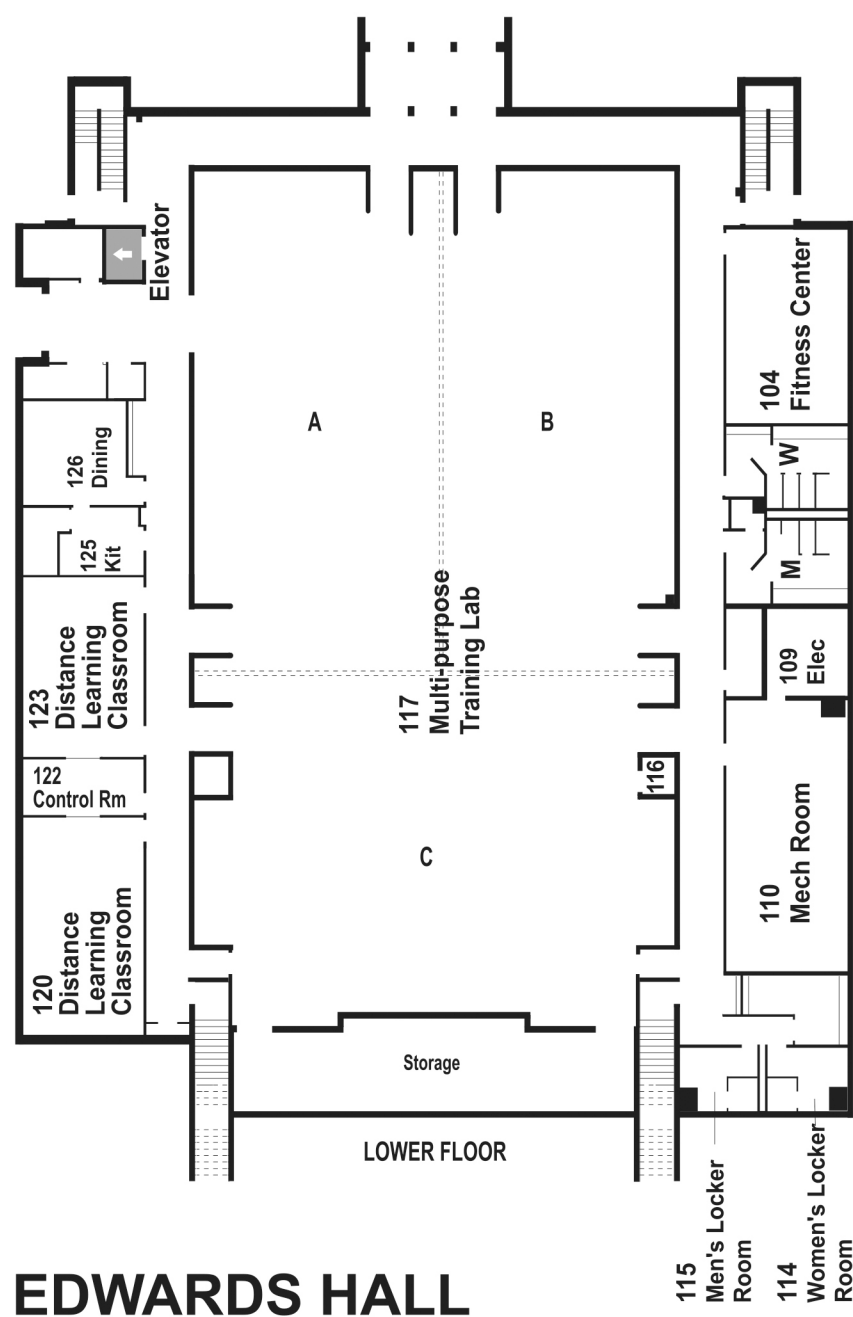 Elevator
104
Fitness Center
A
B
126
Dining
W
125
Kit
M
123
Distance
Learning
Classroom
117
Multi-purpose
Training Lab
109
Elec
122
Control Rm
116
C
110
Mech Room
120
Distance
Learning
Classroom
Storage
LOWER FLOOR
115
Men's Locker
Room
114
Women's Locker
Room
EDWARDS HALL